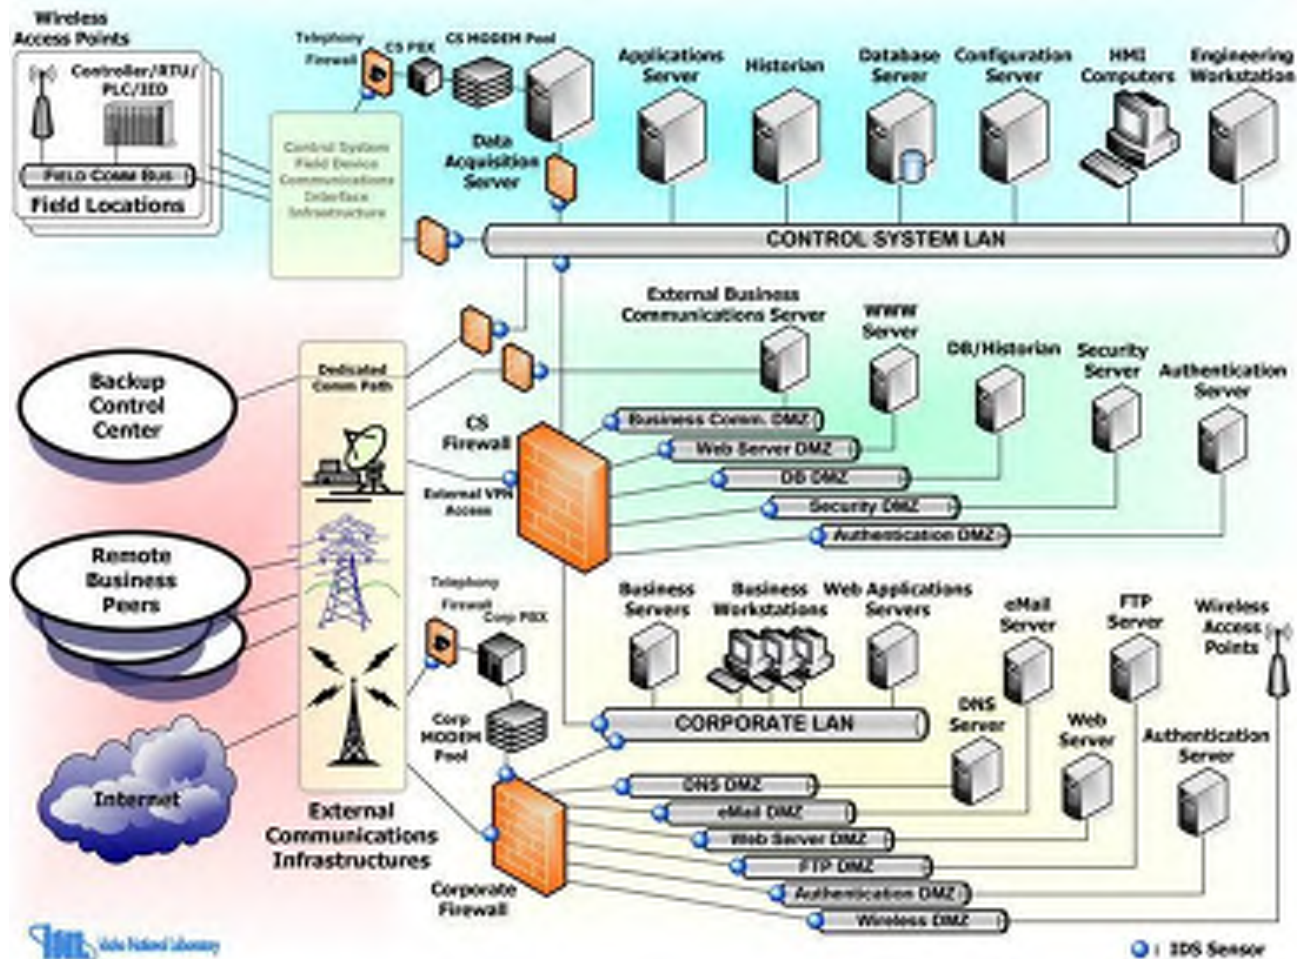 Wireless
Access Points
Controller/RTU/
PLC/IED
FIELD COMM BUS
Field Locations
Telephony
Firewall
CS PBX
CS MODEM Pool
Data
Acquisition
Server
Applications
Server
Historian
Database
Server
Configuration
Server
HMI
Computers
Engineering
Workstation
Control System
Field Device
Communications
Interface
Infrastructure
CONTROL SYSTEM LAN
External Business
Communications Server
WWW
Server
DB/Historian
Security
Server
Authentication
Server
Backup
Control
Center
Dedicated
Comm Path
CS
Firewall
External VPN
Access
Business Comm. DMZ
Web Server DMZ
DB DMZ
Security DMZ
Authentication DMZ
Remote
Business
Peers
Telephony
Firewall
Corp PBX
Business
Servers
Business
Workstations
Web Applications
Servers
eMail
Server
FTP
Server
Wireless
Access
Points
Corp
MODEM
Pool
CORPORATE LAN
DNS
Server
Web
Server
Authentication
Server
Internet
External
Communications
Infrastructures
Corporate
Firewall
DNS DMZ
eMail DMZ
Web Server DMZ
FTP DMZ
Authentication DMZ
Wireless DMZ
Idaho National Laboratory
: IDS Sensor